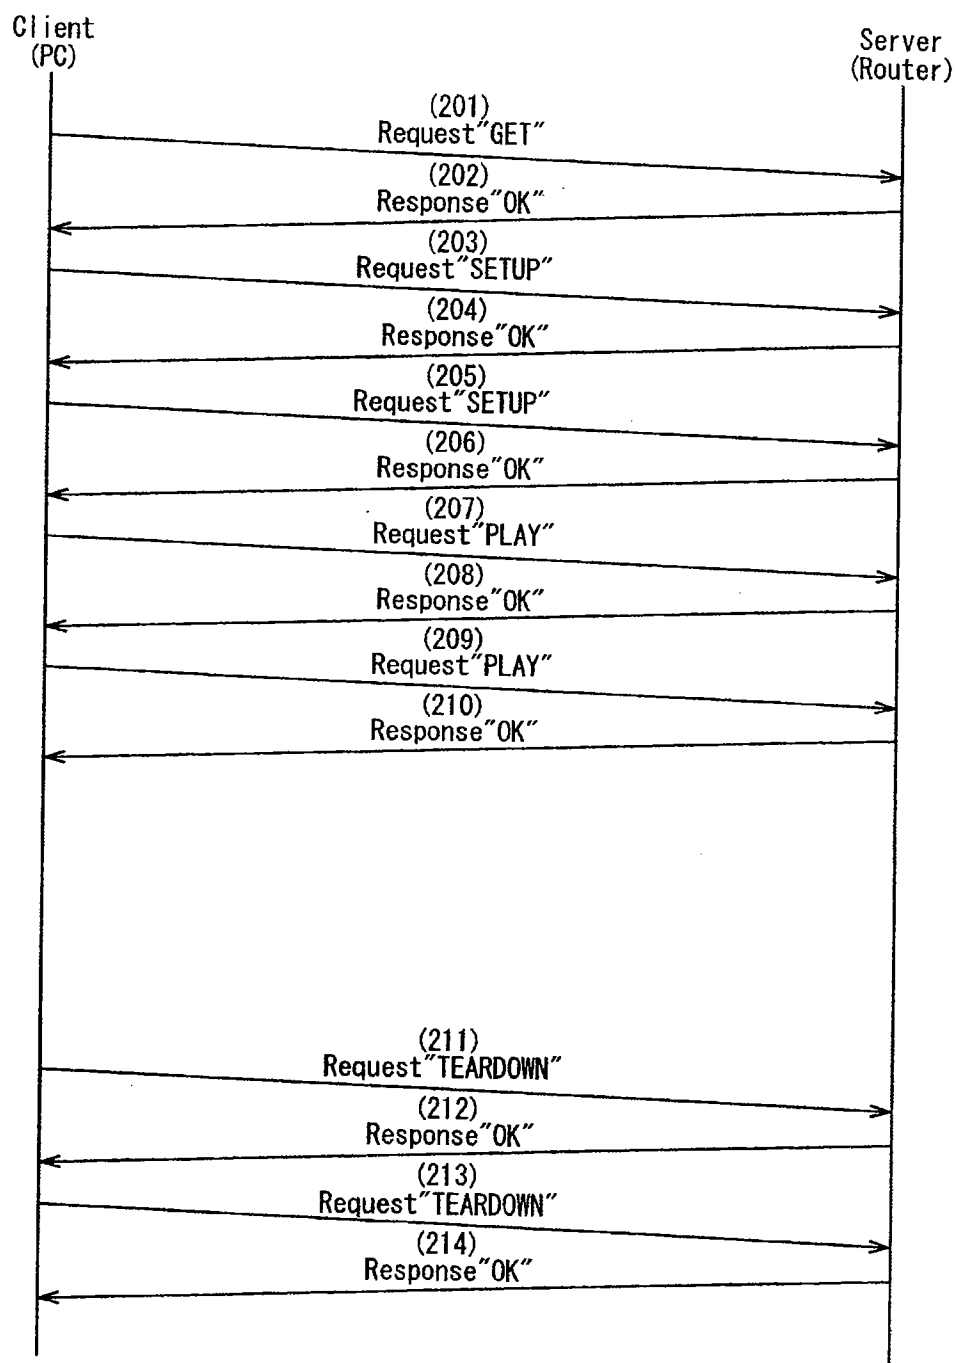 Client
(PC)
Server
(Router)
(201)
Request"GET"
(202)
Response"OK"
(203)
Request"SETUP"
(204)
Response"OK"
(205)
Request"SETUP"
(206)
Response"OK"
(207)
Request"PLAY"
(208)
Response"OK"
(209)
Request"PLAY"
(210)
Response"OK"
(211)
Request"TEARDOWN"
(212)
Response"OK"
(213)
Request"TEARDOWN"
(214)
Response"OK"